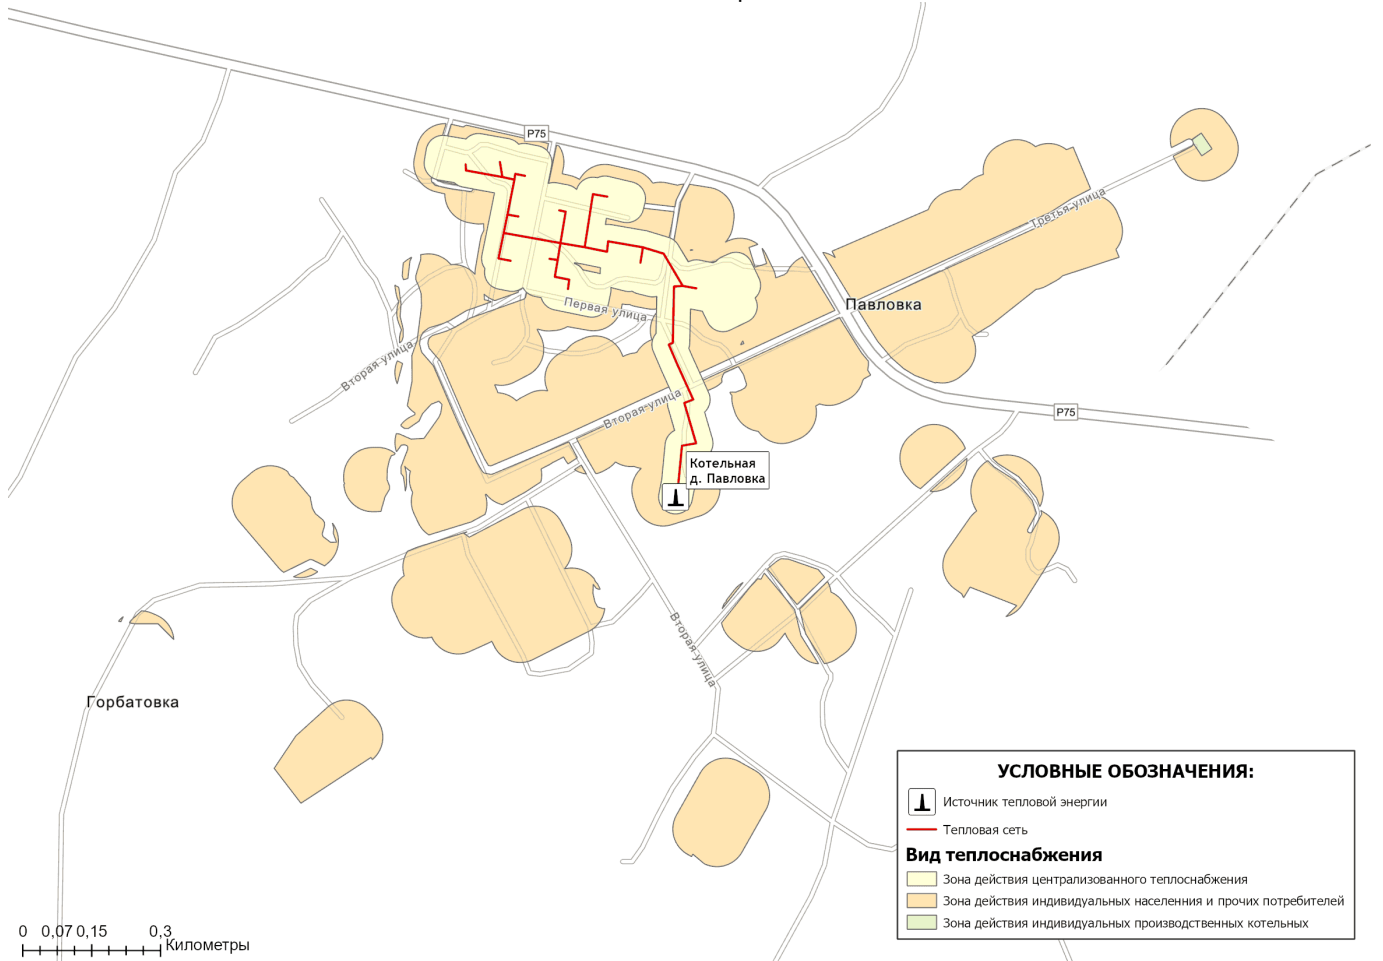 Р75
Третья улица
Павловка
Первая улица
Вторая улица
Вторая улица
Р75
Котельная
д. Павловка
Вторая улица
Горбатовка
УСЛОВНЫЕ ОБОЗНАЧЕНИЯ:
Источник тепловой энергии
Тепловая сеть
Вид теплоснабжения
Зона действия централизованного теплоснабжения
Зона действия индивидуальных населенния и прочих потребителей
Зона действия индивидуальных производственных котельных
0 0,07 0,15 0,3
Километры